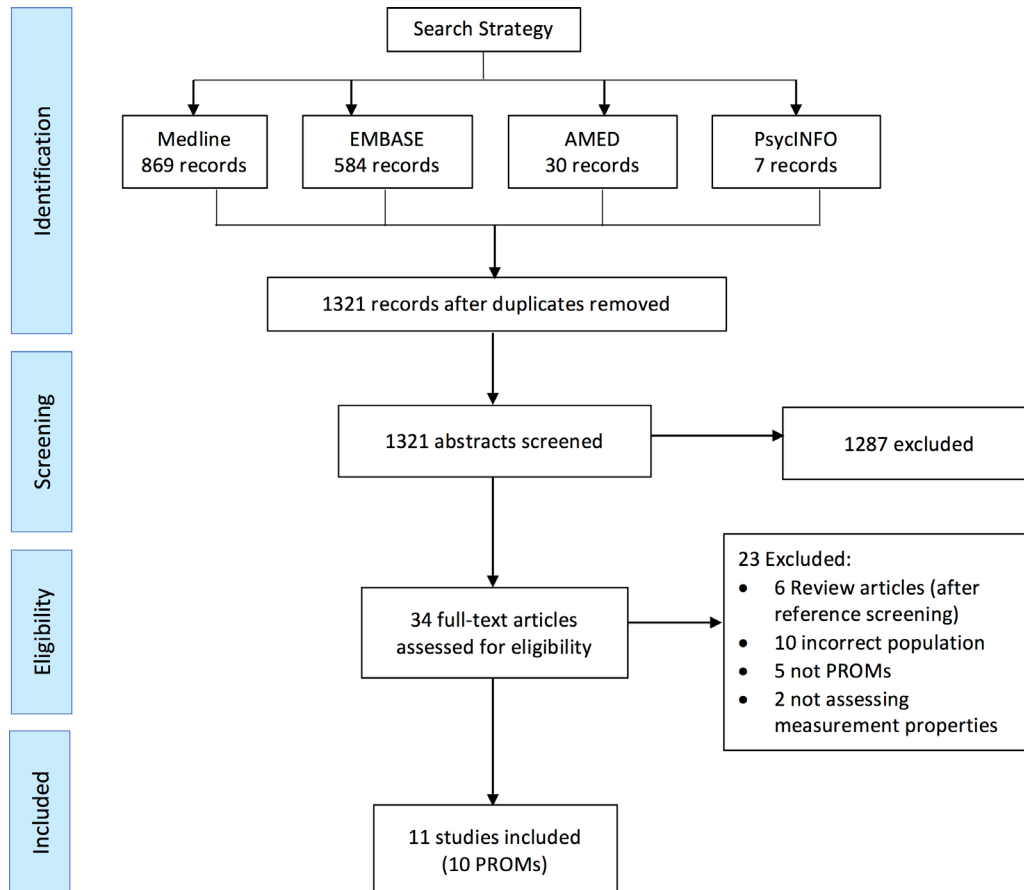 Identification
Search Strategy
Medline
869 records
EMBASE
584 records
AMED
30 records
PsycINFO
7 records
1321 records after duplicates removed
Screening
1321 abstracts screened
1287 excluded
Eligibility
34 full-text articles
assessed for eligibility
23 Excluded:
• 6 Review articles (after
reference screening)
• 10 incorrect population
• 5 not PROMs
• 2 not assessing
measurement properties
Included
11 studies included
(10 PROMs)